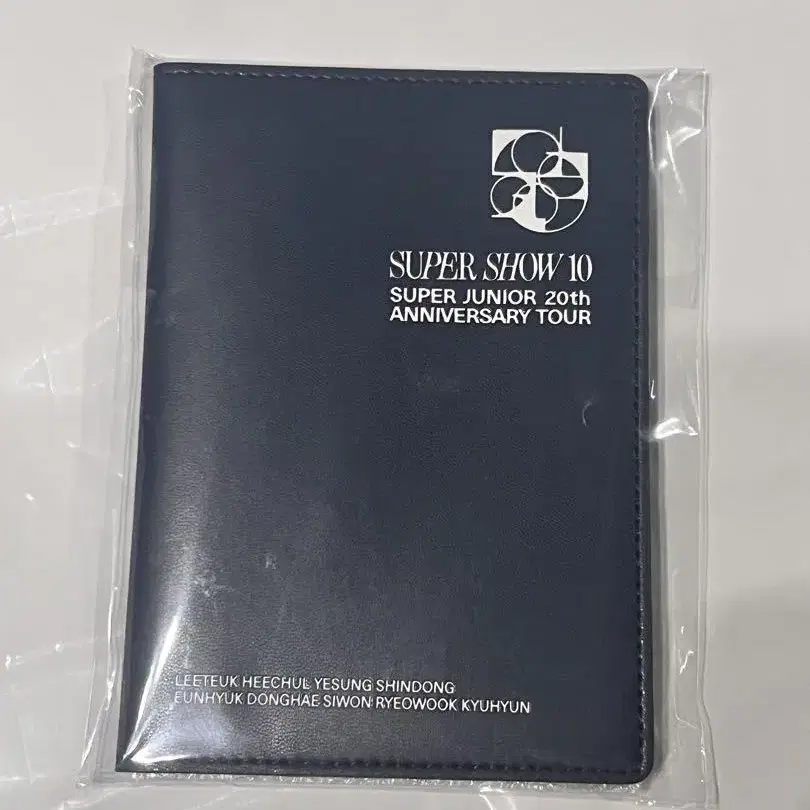 SUPER SHOW 10
SUPER JUNIOR 20th
ANNIVERSARY TOUR
LEETEUK HEECHUL YESUNG SHINDONG
EUNHYUK DONGHAE SIWON RYEOWOOK KYUHYUN